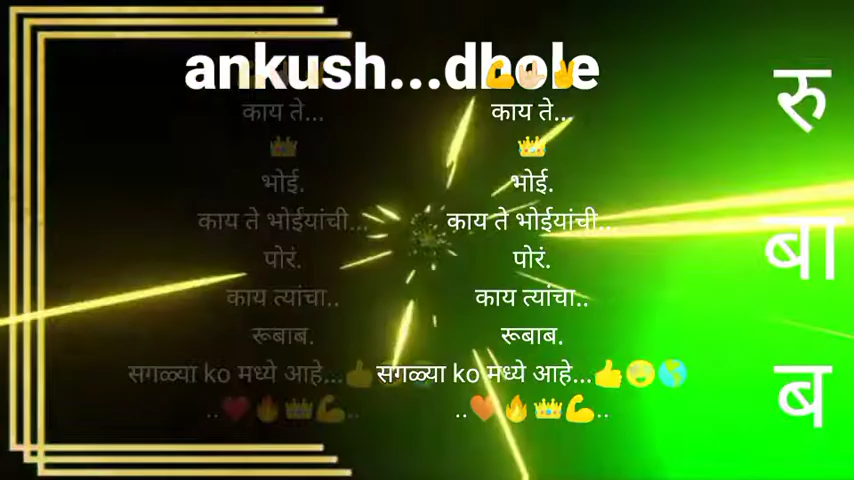 ankush...dhole
💪🤟✌
काय ते...
👑
भोई.
काय ते भोईयांची...
पोरं.
काय त्यांचा..
रूबाब.
सगळ्या ko मध्ये आहे...👍😍🌎
..❤🔥👑💪..
काय ते...
👑
भोई.
काय ते भोईयांची...
पोरं.
काय त्यांचा..
रूबाब.
सगळ्या ko मध्ये आहे...👍
..❤🔥👑💪..
रु
बा
ब